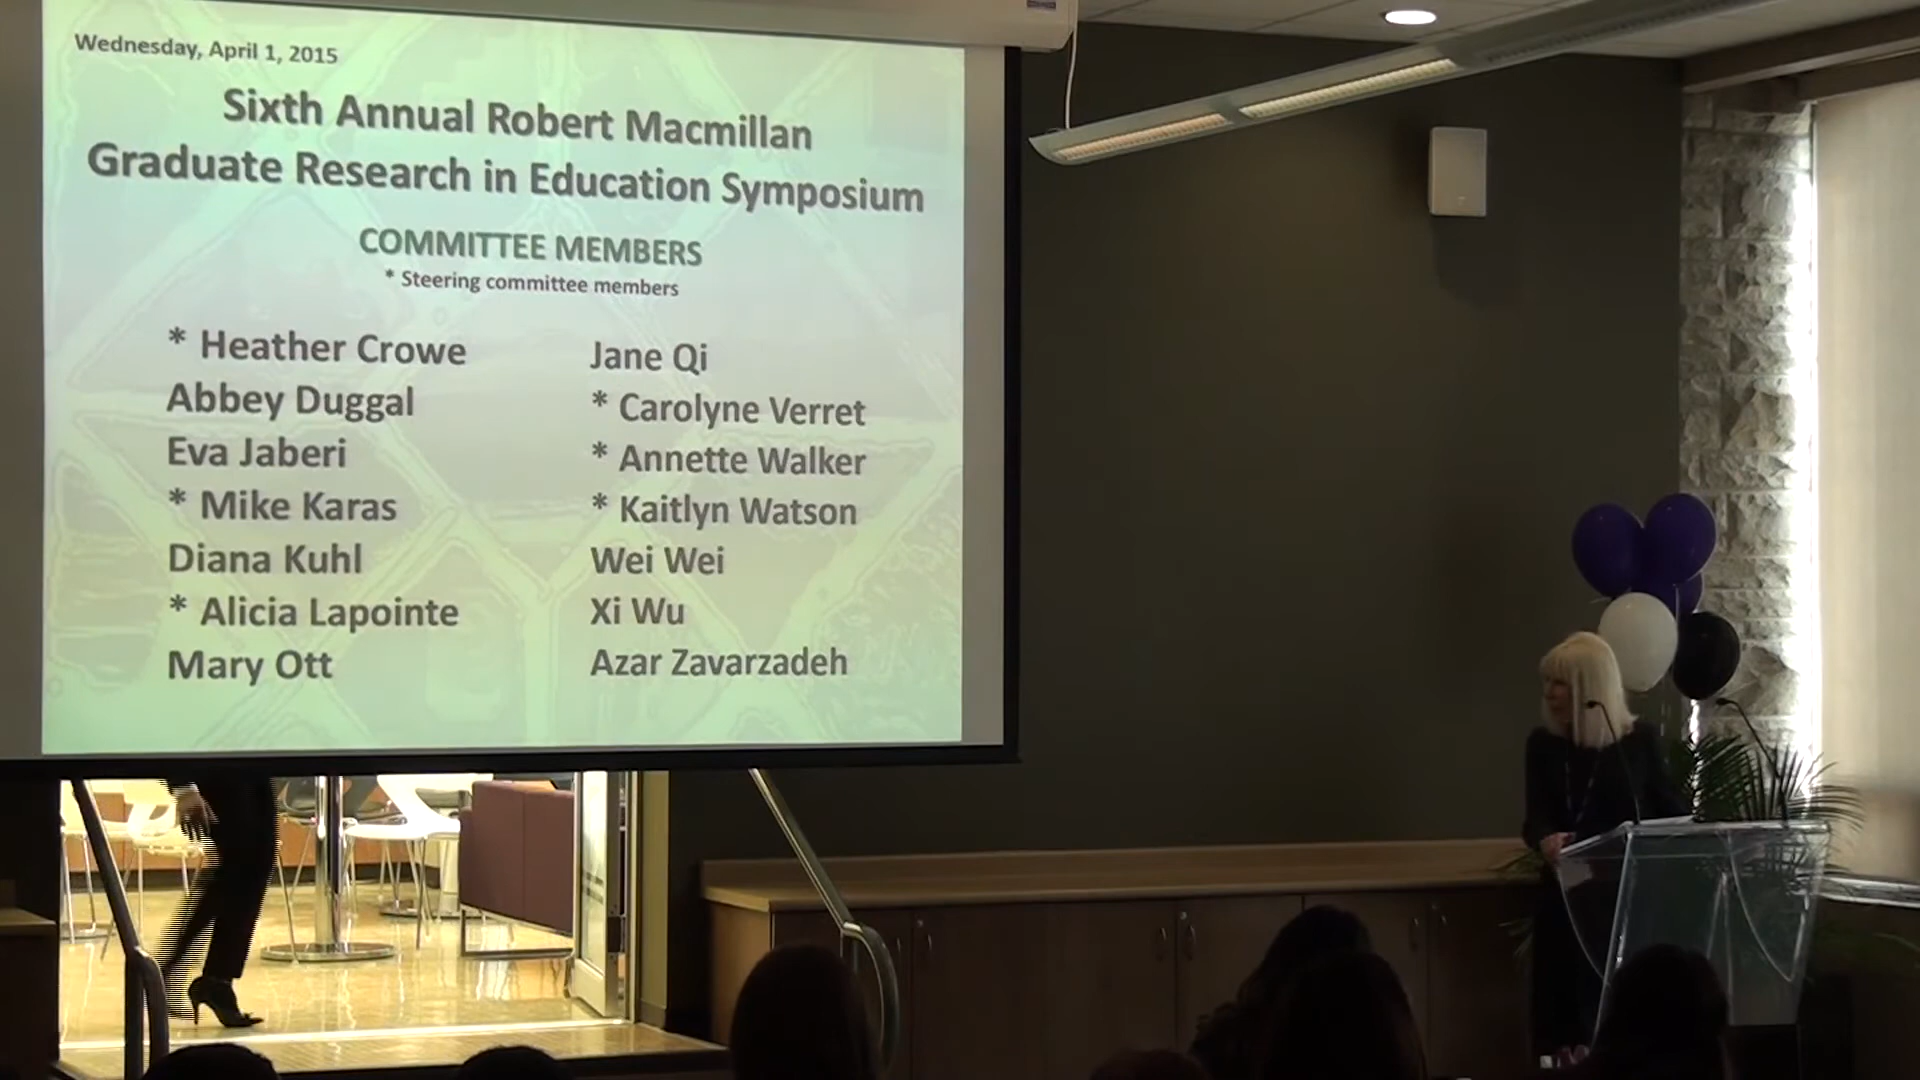 Wednesday, April 1, 2015
Sixth Annual Robert Macmillan
Graduate Research in Education Symposium
COMMITTEE MEMBERS
* Steering committee members
* Heather Crowe
Abbey Duggal
Eva Jaberi
* Mike Karas
Diana Kuhl
* Alicia Lapointe
Mary Ott
Jane Qi
* Carolyne Verret
* Annette Walker
* Kaitlyn Watson
Wei Wei
Xi Wu
Azar Zavarzadeh